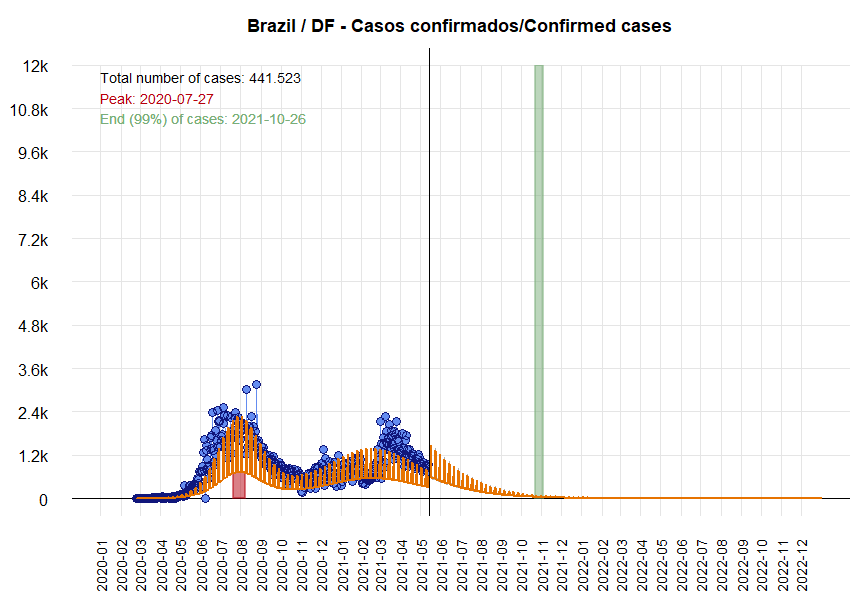 Brazil / DF - Casos confirmados/Confirmed cases
12k
Total number of cases: 441.523
Peak: 2020-07-27
10.8k
End (99%) of cases: 2021-10-26
9.6k
8.4k
7.2k
6k
4.8k
3.6k
2.4k
1.2k
0
2020-01
2020-02
2020-03
2020-04
2020-05
2020-06
2020-07
2020-08
2020-09
2020-10
2020-11
2020-12
2021-01
2021-02
2021-03
2021-04
2021-05
2021-06
2021-07
2021-08
2021-09
2021-10
2021-11
2021-12
2022-01
2022-02
2022-03
2022-04
2022-05
2022-06
2022-07
2022-08
2022-09
2022-10
2022-11
2022-12